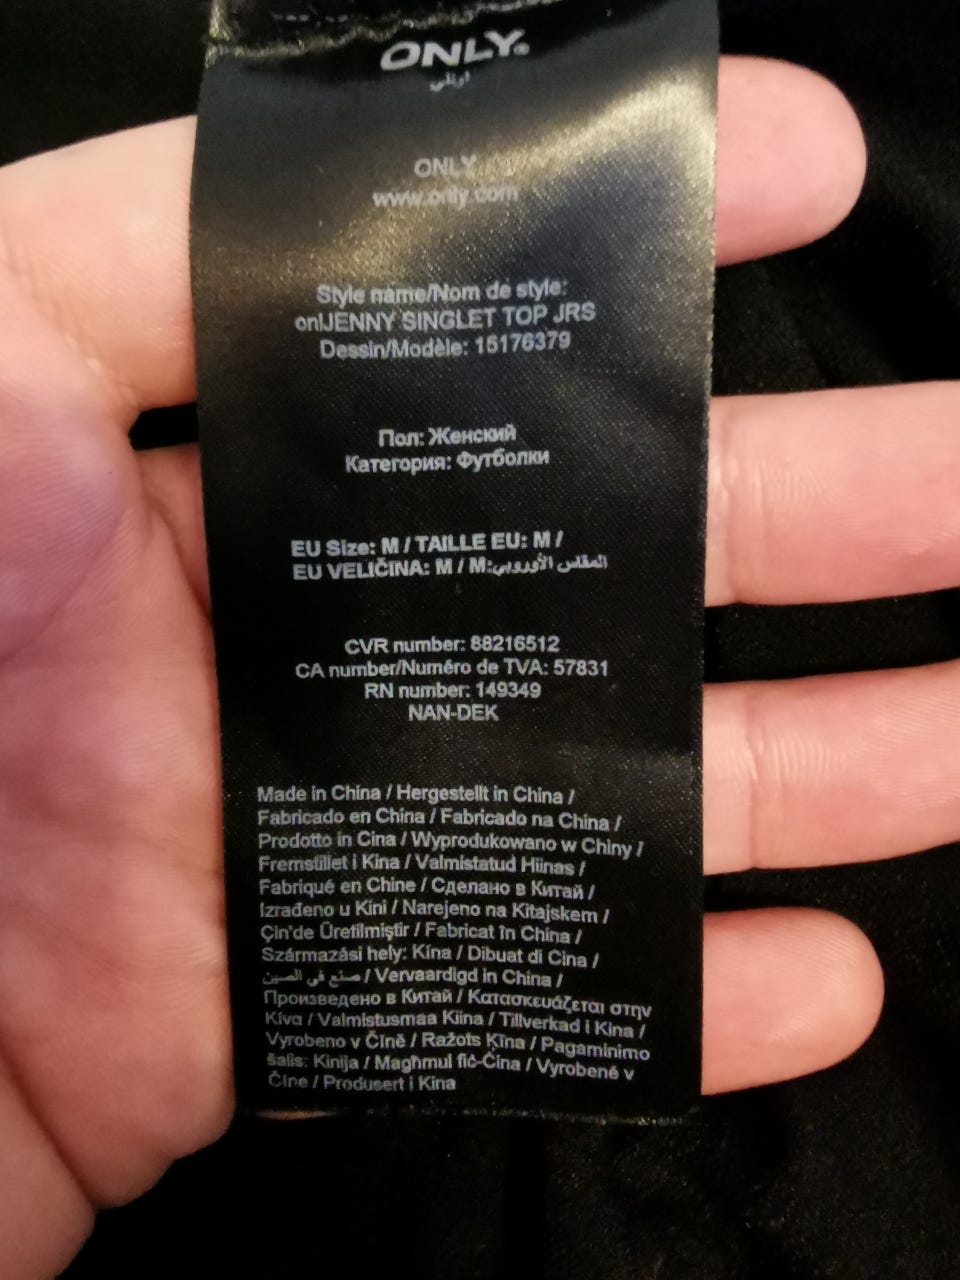 ONLY®
اونلي
ONLY
www.only.com
Style name/Nom de style:
onlJENNY SINGLET TOP JRS
Dessin/Modèle: 15176379
Пол: Женский
Категория: Футболки
EU Size: M / TAILLE EU: M /
EU VELIČINA: M / M:المقاس الأوروبي
CVR number: 88216512
CA number/Numéro de TVA: 57831
RN number: 149349
NAN-DEK
Made in China / Hergestellt in China /
Fabricado en China / Fabricado na China /
Prodotto in Cina / Wyprodukowano w Chiny /
Fremstillet i Kina / Valmistatud Hiinas /
Fabriqué en Chine / Сделано в Китай /
Izrađeno u Kini / Narejeno na Kitajskem /
Çin'de Üretilmiştir / Fabricat în China /
Származási hely: Kína / Dibuat di Cina /
صنع في الصين / Vervaardigd in China /
Произведено в Китай / Κατασκευάζεται στην
Κίνα / Valmistusmaa Kiina / Tillverkad i Kina /
Vyrobeno v Číně / Ražots Ķīna / Pagaminimo
šalis: Kinija / Magħmul fiċ-Ċina / Vyrobené v
Číne / Produsert i Kina